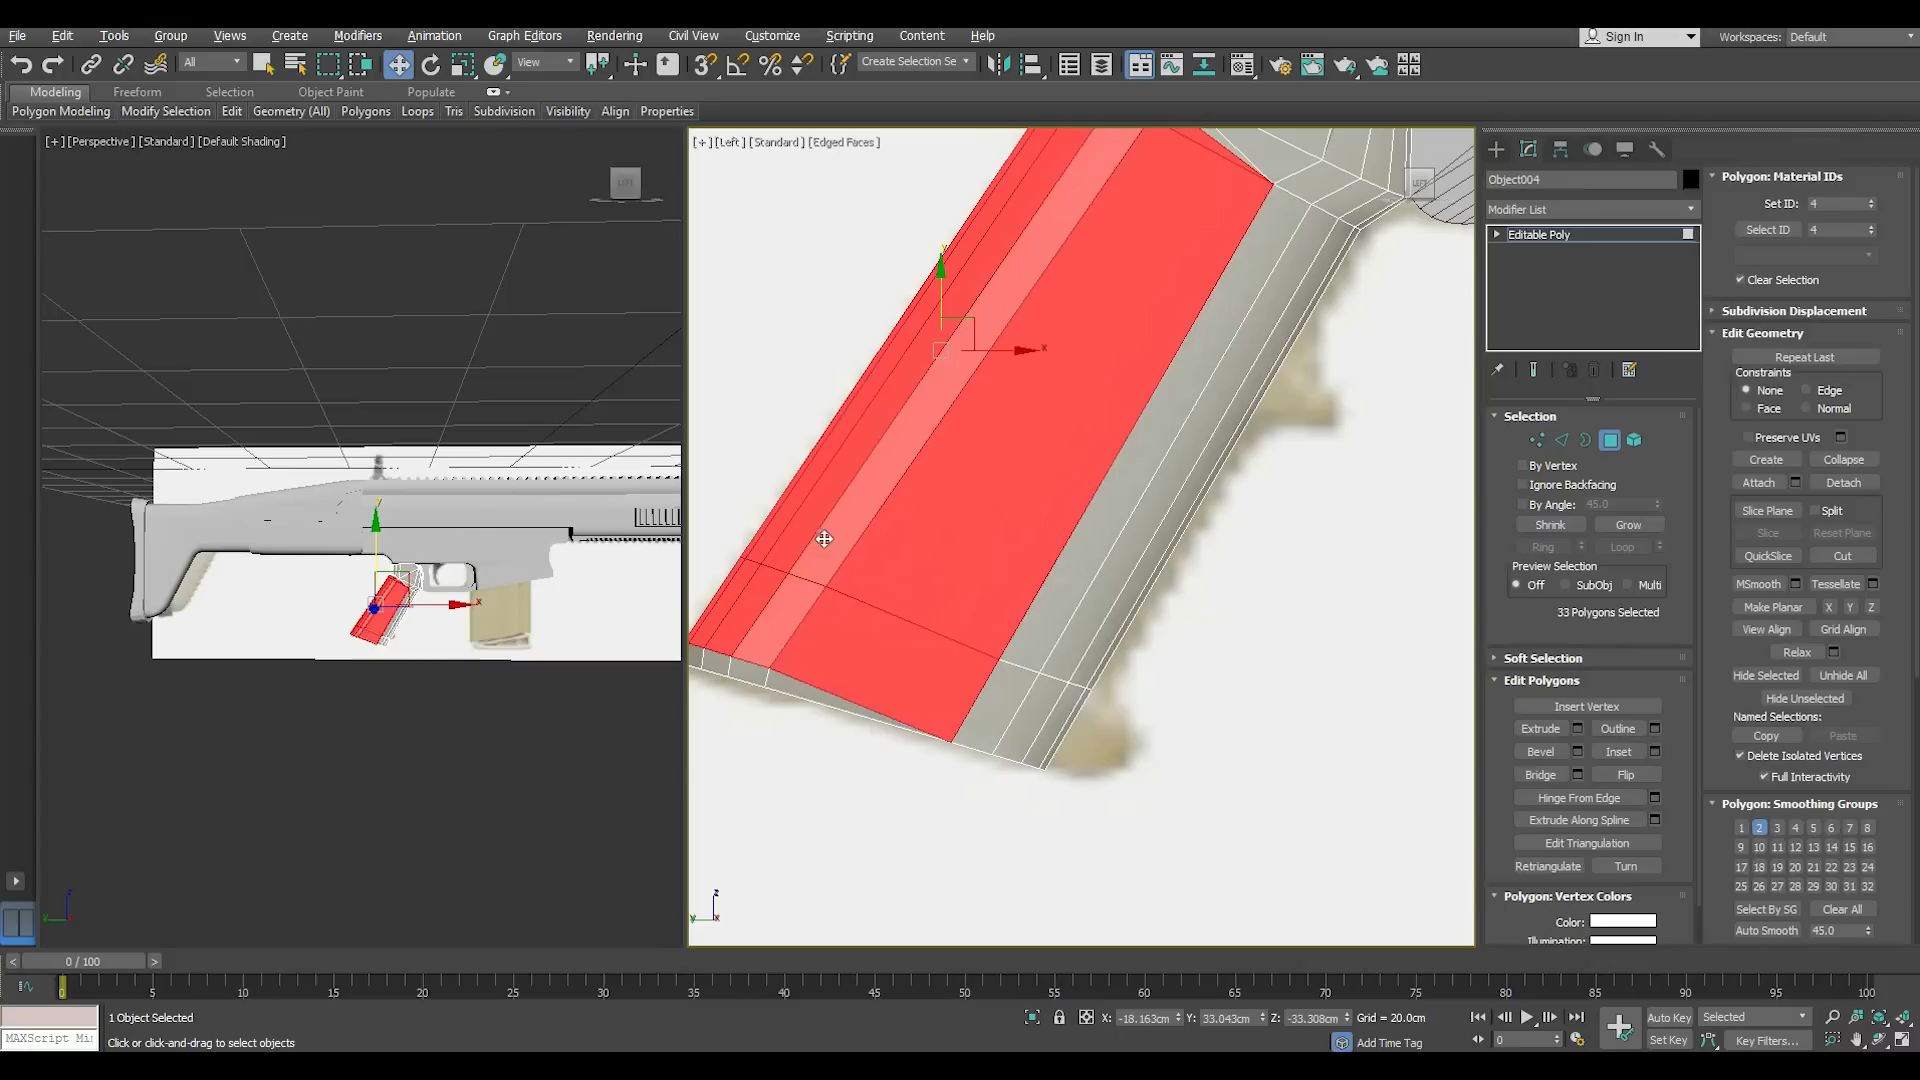 File Edit Tools Group Views Create Modifiers Animation Graph Editors Rendering Civil View Customize Scripting Content Help Sign In Workspaces: Default
All View 3 Create Selection Se
Modeling Freeform Selection Object Paint Populate
Polygon Modeling Modify Selection Edit Geometry (All) Polygons Loops Tris Subdivision Visibility Align Properties
[+] [Perspective] [Standard] [Default Shading]
[+] [Left] [Standard] [Edged Faces]
LEFT
LEFT
y
x
y
x
z
y
x
z
y
x
Object004
Modifier List
Editable Poly
Selection
By Vertex
Ignore Backfacing
By Angle: 45.0
Shrink Grow
Ring Loop
Preview Selection
Off SubObj Multi
33 Polygons Selected
Soft Selection
Edit Polygons
Insert Vertex
Extrude Outline
Bevel Inset
Bridge Flip
Hinge From Edge
Extrude Along Spline
Edit Triangulation
Retriangulate Turn
Polygon: Vertex Colors
Color:
Illumination:
Polygon: Material IDs
Set ID: 4
Select ID 4
Clear Selection
Subdivision Displacement
Edit Geometry
Repeat Last
Constraints
None Edge
Face Normal
Preserve UVs
Create Collapse
Attach Detach
Slice Plane Split
Slice Reset Plane
QuickSlice Cut
MSmooth Tessellate
Make Planar X Y Z
View Align Grid Align
Relax
Hide Selected Unhide All
Hide Unselected
Named Selections:
Copy Paste
Delete Isolated Vertices
Full Interactivity
Polygon: Smoothing Groups
1 2 3 4 5 6 7 8
9 10 11 12 13 14 15 16
17 18 19 20 21 22 23 24
25 26 27 28 29 30 31 32
Select By SG Clear All
Auto Smooth 45.0
< 0 / 100 >
0 5 10 15 20 25 30 35 40 45 50 55 60 65 70 75 80 85 90 95 100
1 Object Selected X: -18.163cm Y: 33.043cm Z: -33.308cm Grid = 20.0cm Auto Key Selected
MAXScript Mi Click or click-and-drag to select objects Add Time Tag 0 Set Key Key Filters...